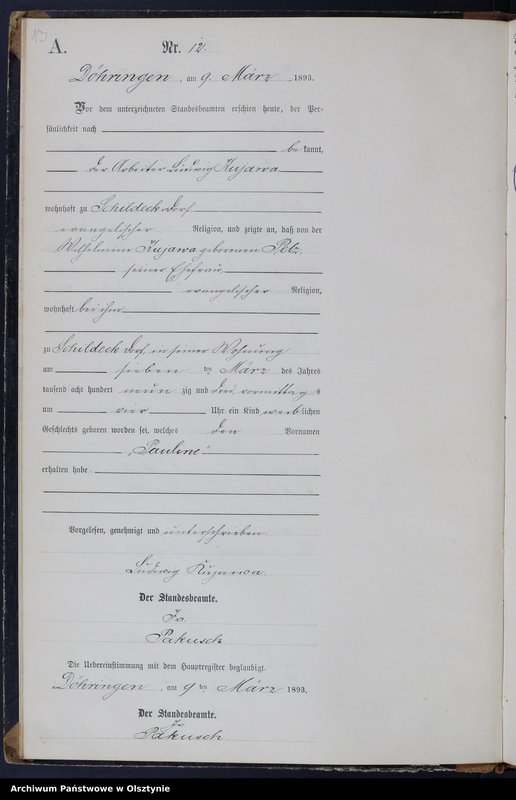 13
A.
Nr. 12.
Döhringen, am 9. März 1893.
Vor dem unterzeichneten Standesbeamten erschien heute, der Per-
sönlichkeit nach
bekannt,
der Arbeiter Ludwig Kujawa
wohnhaft zu Schildeck Dorf
evangelischer Religion, und zeigte an, daß von der
Wilhelmine Kujawa geborenen Pelz,
seiner Ehefrau,
evangelischer Religion,
wohnhaft bei ihm
zu Schildeck Dorf in seiner Wohnung
am sieben ten März des Jahres
tausend acht hundert neun zig und drei, vormittag s
um vier Uhr ein Kind weiblichen
Geschlechts geboren worden sei, welches den Vornamen
"Pauline"
erhalten habe.
Vorgelesen, genehmigt und unterschrieben.
Ludwig Kujawa.
Der Standesbeamte.
Pakusch
Die Uebereinstimmung mit dem Hauptregister beglaubigt.
Döhringen, am 9 ten März 1893.
Der Standesbeamte.
Pakusch.
Archiwum Państwowe w Olsztynie